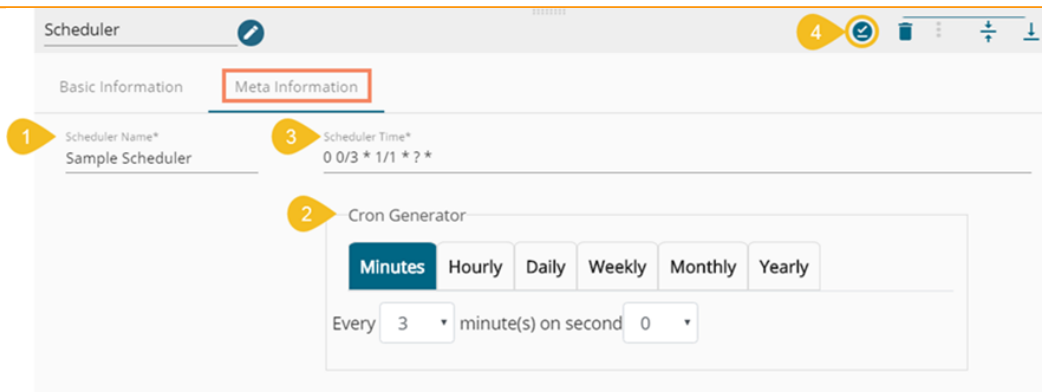 Scheduler
4
Basic Information Meta Information
1 Scheduler Name* 3 Scheduler Time*
Sample Scheduler 0 0/3 * 1/1 * ? *
2 Cron Generator
Minutes Hourly Daily Weekly Monthly Yearly
Every 3 minute(s) on second 0